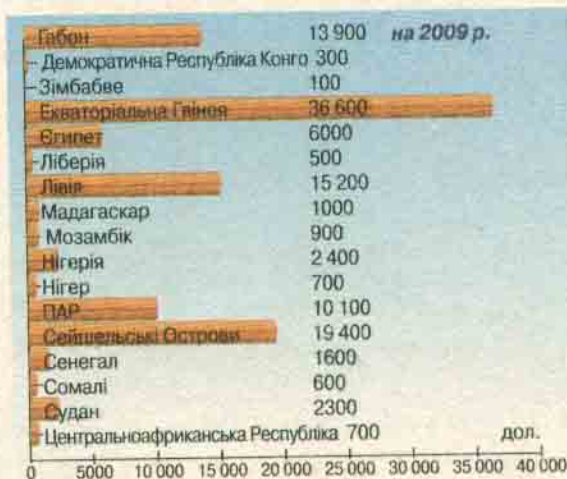 Габон 13 900 на 2009 р.
Демократична Республіка Конго 300
Зімбабве 100
Екваторіальна Гвінея 36 600
Єгипет 6000
Ліберія 500
Лівія 15 200
Мадагаскар 1000
Мозамбік 900
Нігерія 2 400
Нігер 700
ПАР 10 100
Сейшельські Острови 19 400
Сенегал 1600
Сомалі 600
Судан 2300
Центральноафриканська Республіка 700 дол.
0 5000 10 000 15 000 20 000 25 000 30 000 35 000 40 000